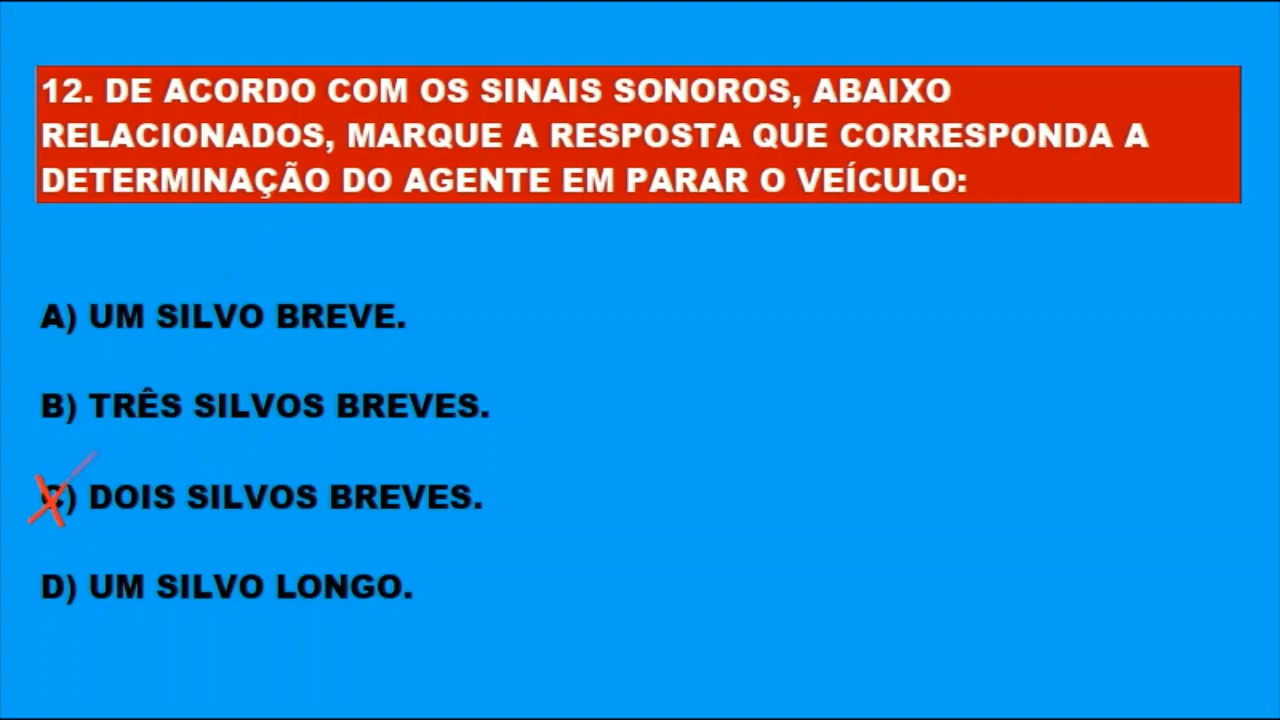 12. DE ACORDO COM OS SINAIS SONOROS, ABAIXO
RELACIONADOS, MARQUE A RESPOSTA QUE CORRESPONDA A
DETERMINAÇÃO DO AGENTE EM PARAR O VEÍCULO:
A) UM SILVO BREVE.
B) TRÊS SILVOS BREVES.
C) DOIS SILVOS BREVES.
D) UM SILVO LONGO.